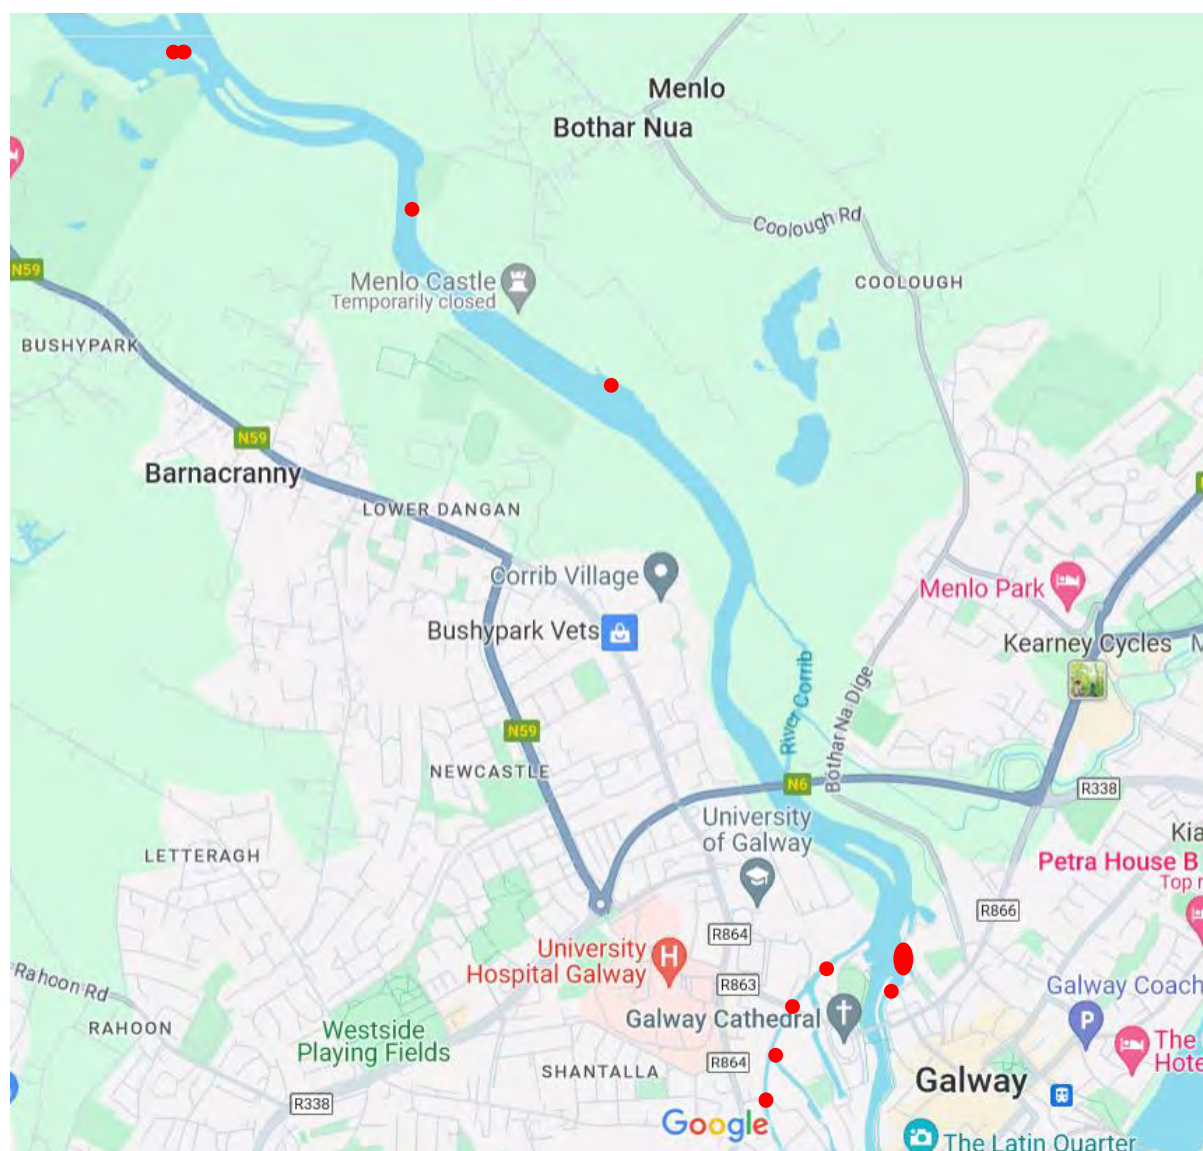 Menlo
Bothar Nua
Coolough Rd
N59
Menlo Castle
Temporarily closed
COOLOUGH
BUSHYPARK
N59
Barnacranny
LOWER DANGAN
Corrib Village
Menlo Park
Bushypark Vets
Kearney Cycles
River Corrib
Bóthar Na Dige
N59
NEWCASTLE
N6
R338
University
of Galway
LETTERAGH
Petra House B
R866
R864
University
Hospital Galway
Rahoon Rd
R863
Galway Coach
RAHOON
Westside
Playing Fields
Galway Cathedral
P
The
Hote
SHANTALLA
R864
Galway
R338
Google
The Latin Quarter